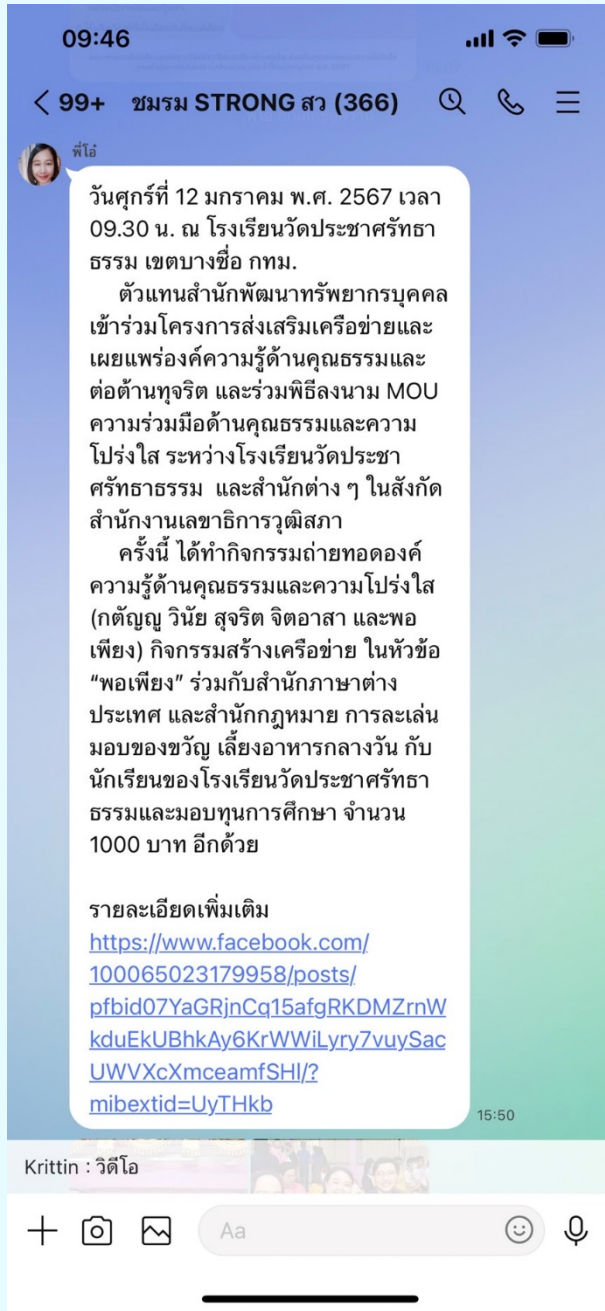 09:46
99+ ชมรม STRONG สว (366)
พี่โอ๋
วันศุกร์ที่ 12 มกราคม พ.ศ. 2567 เวลา
09.30 น. ณ โรงเรียนวัดประชาศรัทธา
ธรรม เขตบางซื่อ กทม.
ตัวแทนสำนักพัฒนาทรัพยากรบุคคล
เข้าร่วมโครงการส่งเสริมเครือข่ายและ
เผยแพร่องค์ความรู้ด้านคุณธรรมและ
ต่อต้านทุจริต และร่วมพิธีลงนาม MOU
ความร่วมมือด้านคุณธรรมและความ
โปร่งใส ระหว่างโรงเรียนวัดประชา
ศรัทธาธรรม และสำนักต่าง ๆ ในสังกัด
สำนักงานเลขาธิการวุฒิสภา
ครั้งนี้ ได้ทำกิจกรรมถ่ายทอดองค์
ความรู้ด้านคุณธรรมและความโปร่งใส
(กตัญญู วินัย สุจริต จิตอาสา และพอ
เพียง) กิจกรรมสร้างเครือข่าย ในหัวข้อ
“พอเพียง” ร่วมกับสำนักภาษาต่าง
ประเทศ และสำนักกฎหมาย การละเล่น
มอบของขวัญ เลี้ยงอาหารกลางวัน กับ
นักเรียนของโรงเรียนวัดประชาศรัทธา
ธรรมและมอบทุนการศึกษา จำนวน
1000 บาท อีกด้วย
รายละเอียดเพิ่มเติม
https://www.facebook.com/
100065023179958/posts/
pfbid07YaGRjnCq15afgRKDMZrnW
kduEkUBhkAy6KrWWiLyry7vuySac
UWVXcXmceamfSHl/?
mibextid=UyTHkb
15:50
Krittin : วิดีโอ
Aa